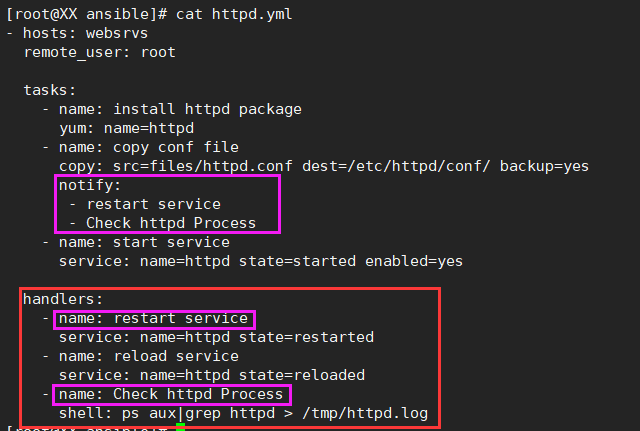 [root@XX ansible]# cat httpd.yml
- hosts: websrvs
  remote_user: root

  tasks:
    - name: install httpd package
      yum: name=httpd
    - name: copy conf file
      copy: src=files/httpd.conf dest=/etc/httpd/conf/ backup=yes
      notify:
       - restart service
       - Check httpd Process
    - name: start service
      service: name=httpd state=started enabled=yes

  handlers:
    - name: restart service
      service: name=httpd state=restarted
    - name: reload service
      service: name=httpd state=reloaded
    - name: Check httpd Process
      shell: ps aux|grep httpd > /tmp/httpd.log
[root@XX ansible]#